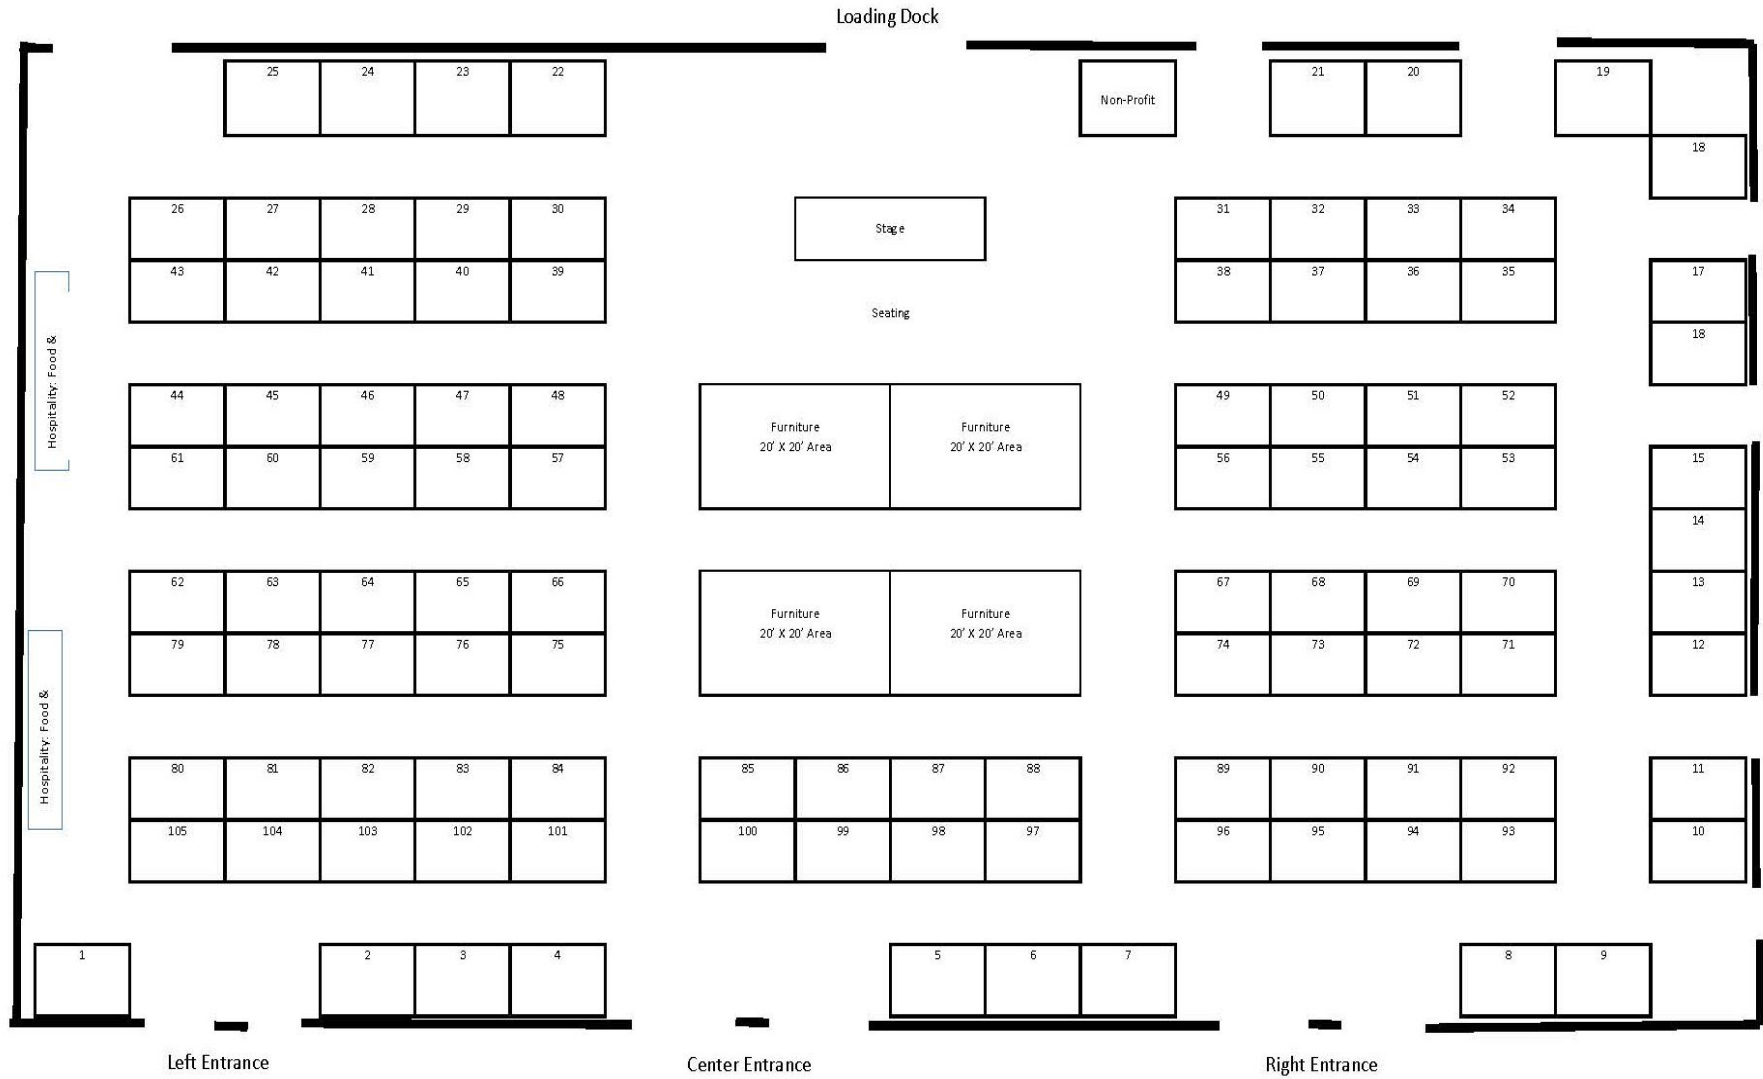 Loading Dock
25 24 23 22 21 20 19
Non-Profit
18
26 27 28 29 30 31 32 33 34
Stage
43 42 41 40 39 38 37 36 35 17
Seating
18
Hospitality: Food &
44 45 46 47 48 49 50 51 52
Furniture Furniture
20' X 20' Area 20' X 20' Area
61 60 59 58 57 56 55 54 53 15
14
62 63 64 65 66 67 68 69 70 13
Furniture Furniture
20' X 20' Area 20' X 20' Area
79 78 77 76 75 74 73 72 71 12
Hospitality: Food &
80 81 82 83 84 85 86 87 88 89 90 91 92 11
105 104 103 102 101 100 99 98 97 96 95 94 93 10
1 2 3 4 5 6 7 8 9
Left Entrance Center Entrance Right Entrance